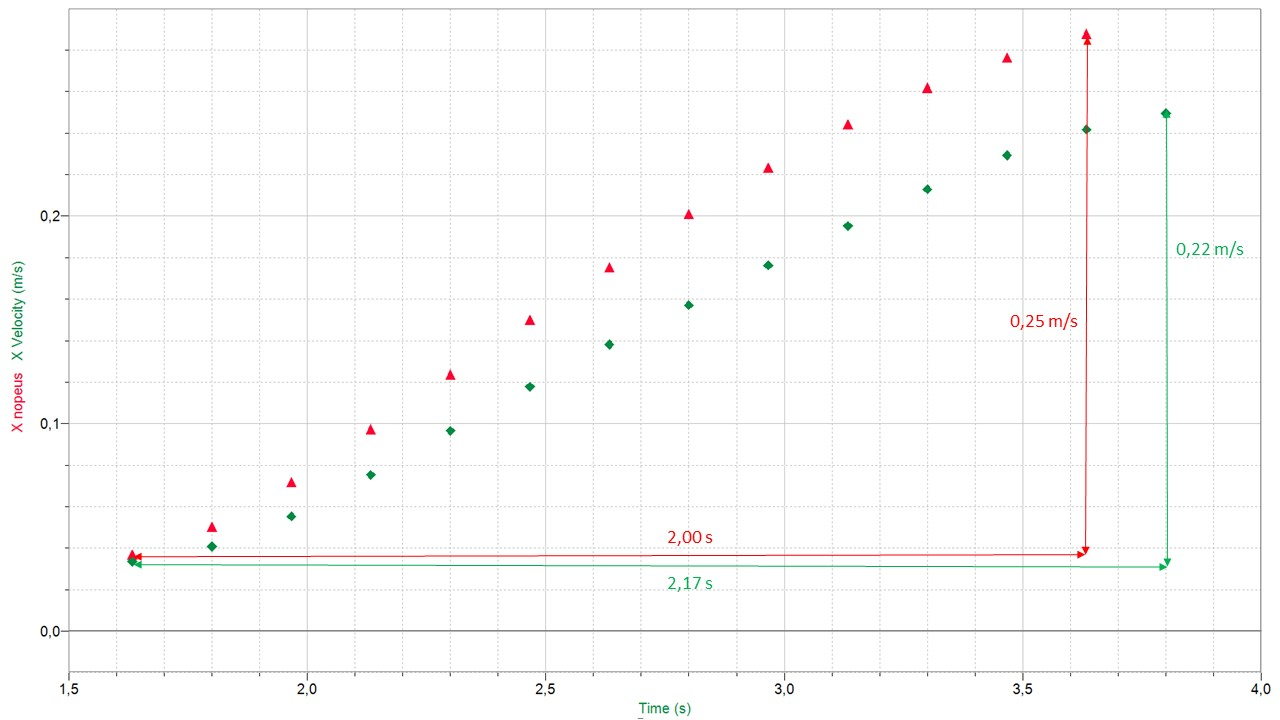 0,2
0,22 m/s
0,25 m/s
X nopeus X Velocity (m/s)
0,1
2,00 s
2,17 s
0,0
1,5 2,0 2,5 3,0 3,5 4,0
Time (s)